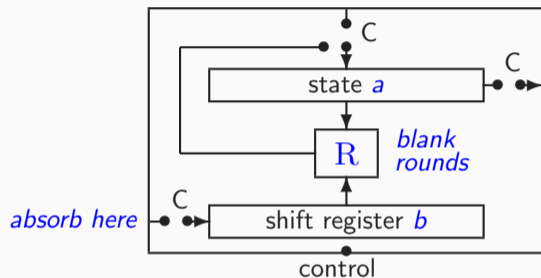 C
state a
C
R
blank
rounds
C
absorb here
shift register b
control